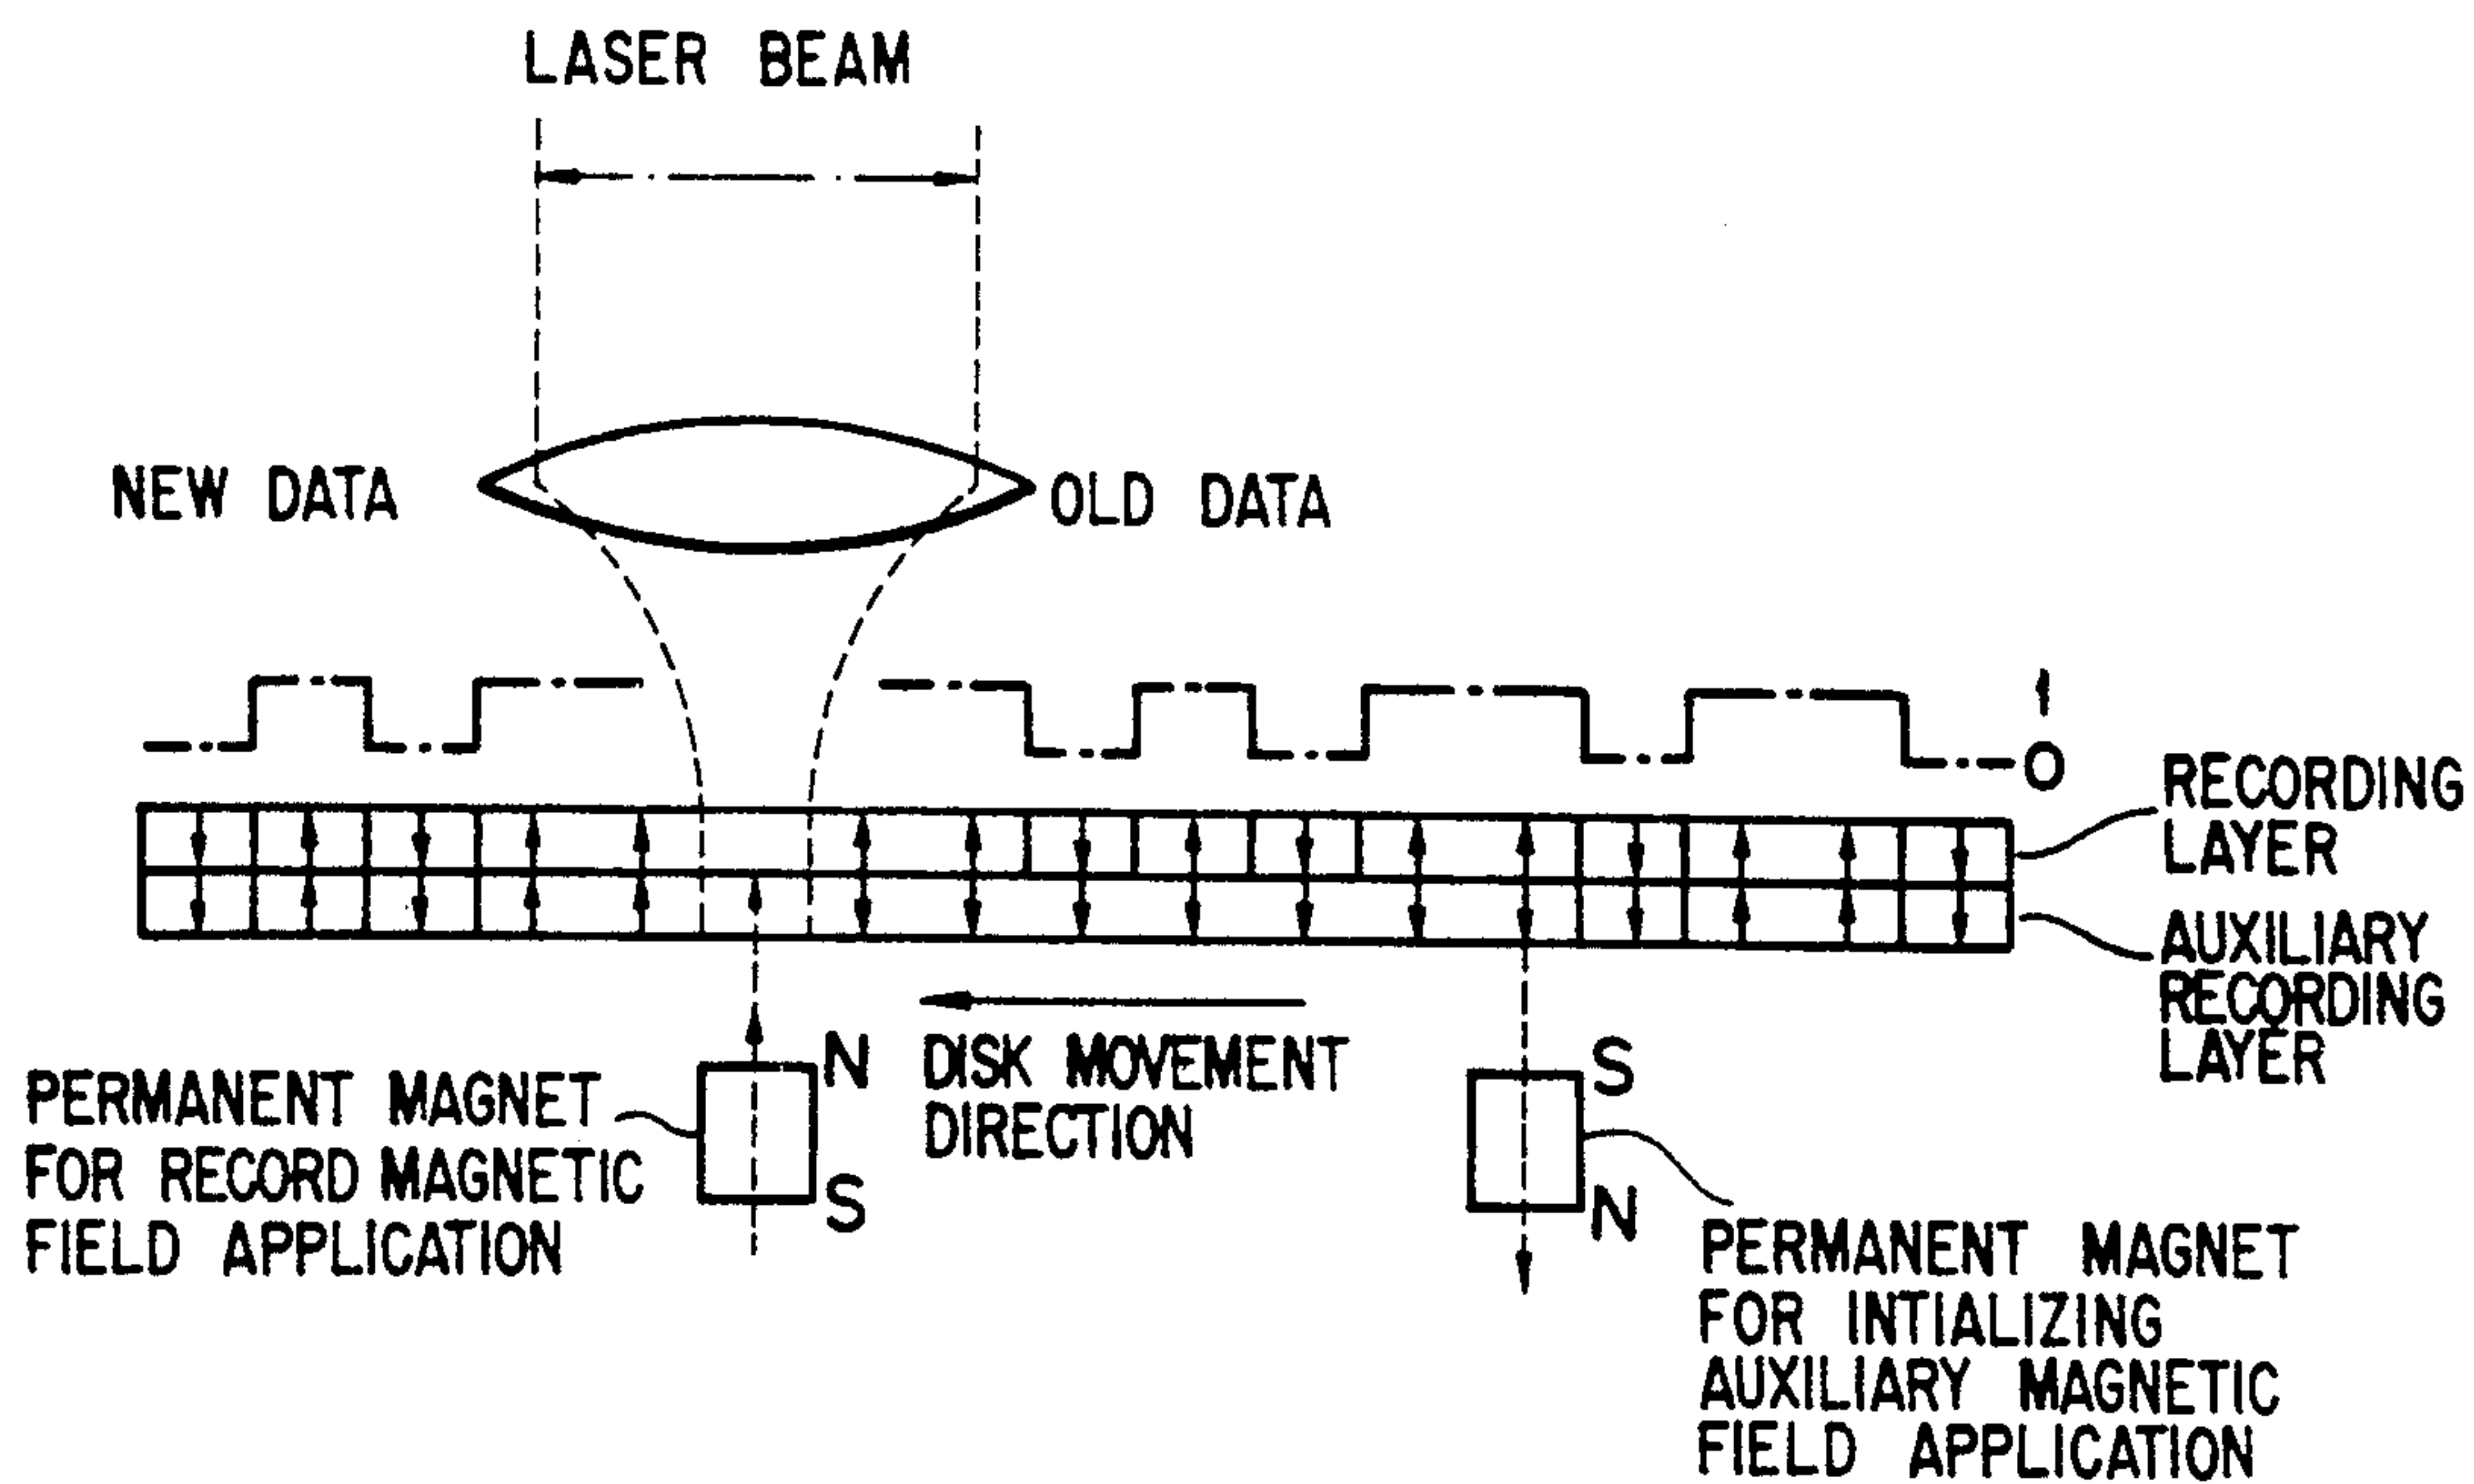 LASER BEAM
NEW DATA
OLD DATA
1
0
RECORDING
LAYER
AUXILIARY
RECORDING
LAYER
N
S
DISK MOVEMENT
DIRECTION
S
N
PERMANENT MAGNET
FOR RECORD MAGNETIC
FIELD APPLICATION
PERMANENT MAGNET
FOR INTIALIZING
AUXILIARY MAGNETIC
FIELD APPLICATION